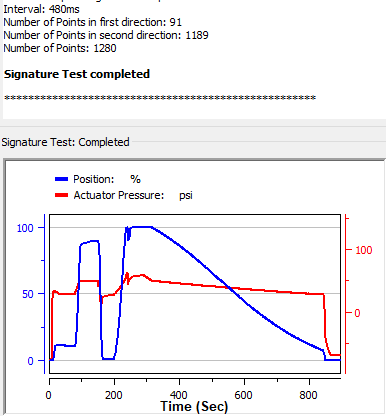 Interval: 480ms
Number of Points in first direction: 91
Number of Points in second direction: 1189
Number of Points: 1280
Signature Test completed
****************************************************
Signature Test: Completed
Position: %
Actuator Pressure: psi
100
50
0
100
0
0 200 400 600 800
Time (Sec)